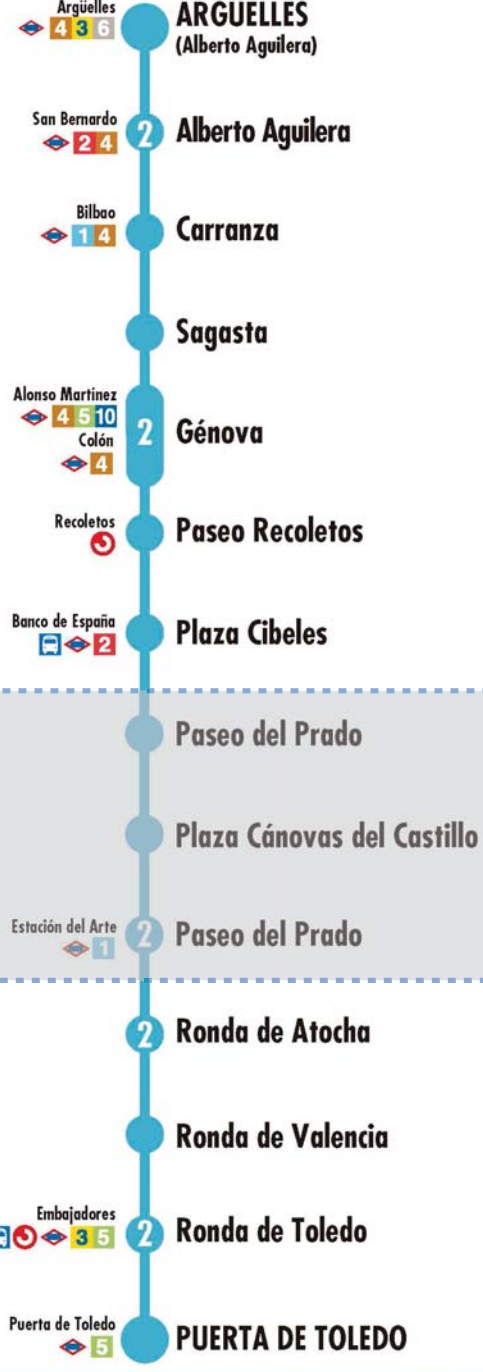 Argüelles
4 3 6
ARGÜELLES
(Alberto Aguilera)
San Bernardo
2 4
2
Alberto Aguilera
Bilbao
1 4
Carranza
Sagasta
Alonso Martínez
4 5 10
Colón
4
2
Génova
Recoletos
Paseo Recoletos
Banco de España
2
Plaza Cibeles
Paseo del Prado
Plaza Cánovas del Castillo
Estación del Arte
1
2
Paseo del Prado
2
Ronda de Atocha
Ronda de Valencia
Embajadores
3 5
2
Ronda de Toledo
Puerta de Toledo
5
PUERTA DE TOLEDO